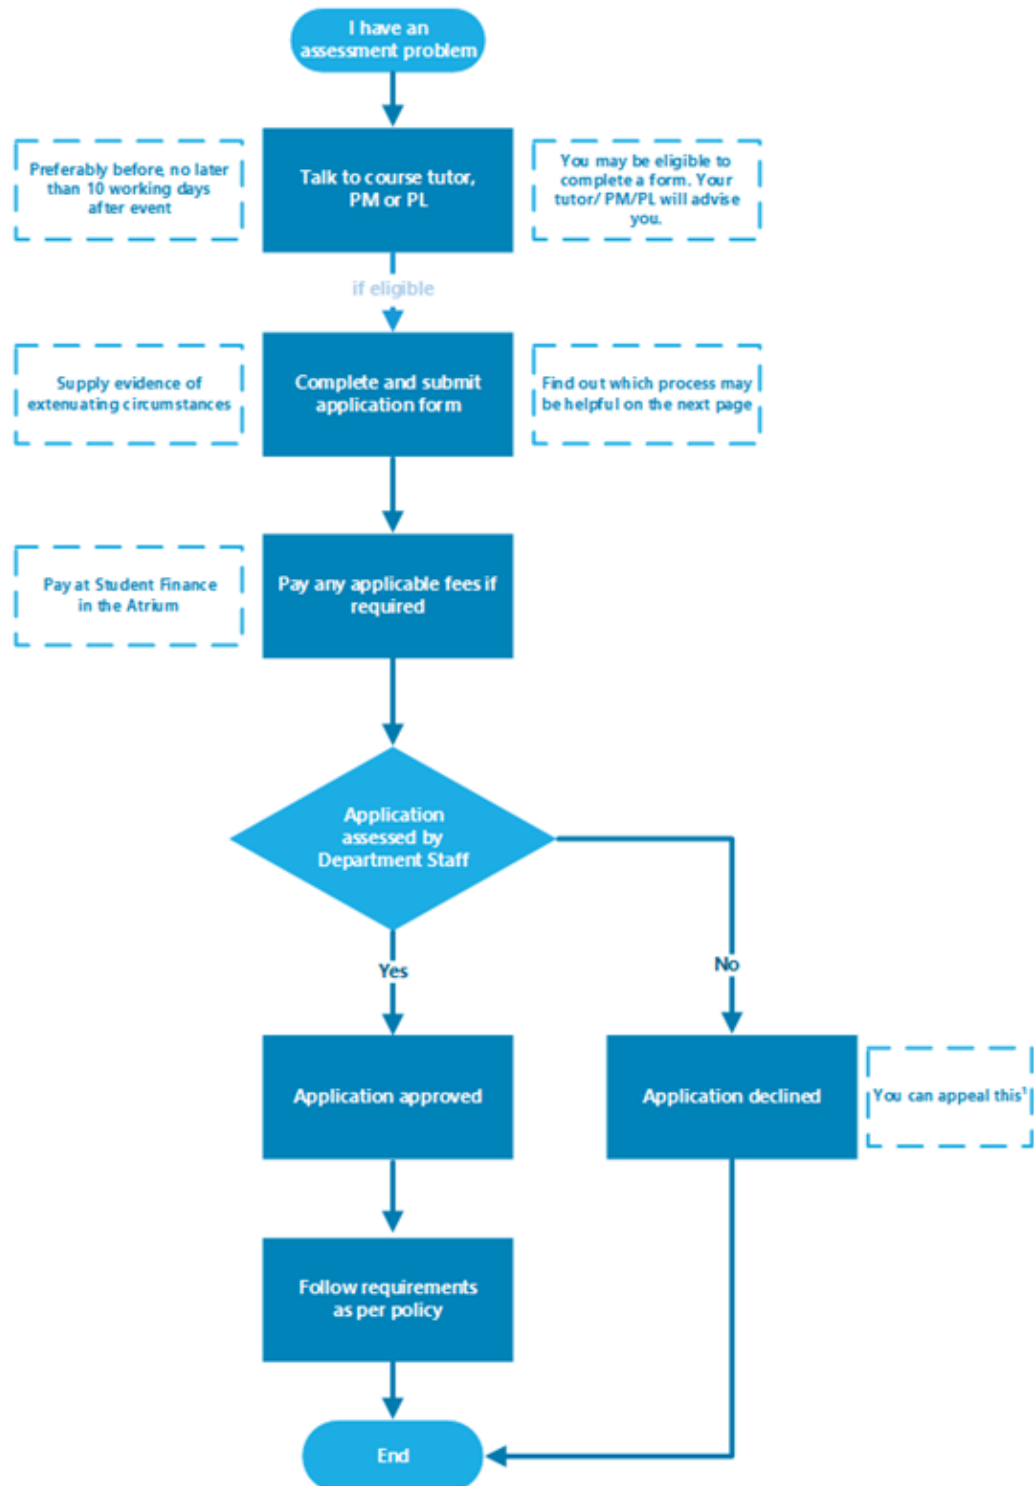 I have an
assessment problem
Preferably before, no later
than 10 working days
after event
Talk to course tutor,
PM or PL
You may be eligible to
complete a form. Your
tutor/ PM/PL will advise
you.
if eligible
Supply evidence of
extenuating circumstances
Complete and submit
application form
Find out which process may
be helpful on the next page
Pay at Student Finance
in the Atrium
Pay any applicable fees if
required
Application
assessed by
Department Staff
Yes
No
Application approved
Application declined
You can appeal this¹
Follow requirements
as per policy
End